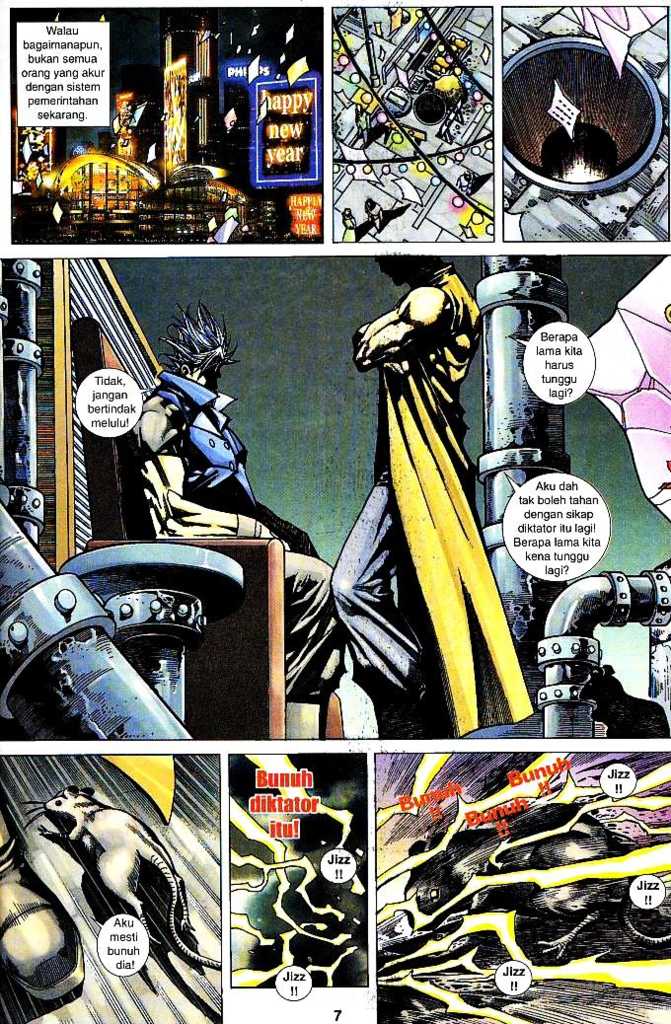 Walau
bagaimanapun,
bukan semua
orang yang akur
dengan sistem
pemerintahan
sekarang.
PHILIPS
happy
new
year
HAPPY
NEW
YEAR
Tidak,
jangan
bertindak
melulu!
Berapa
lama kita
harus
tunggu
lagi?
Aku dah
tak boleh tahan
dengan sikap
diktator itu lagi!
Berapa lama kita
kena tunggu
lagi?
Aku
mesti
bunuh
dia!
Bunuh
diktator
itu!
Jizz
!!
Jizz
!!
Bunuh
!!
Bunuh
!!
Bunuh
!!
Jizz
!!
Jizz
!!
Jizz
!!
Jizz
!!
7